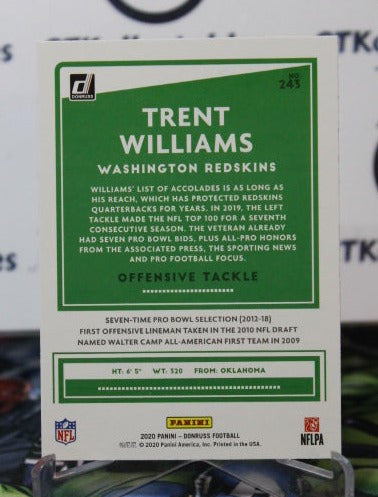 DONRUSS
NO.
243
TRENT
WILLIAMS
WASHINGTON REDSKINS
WILLIAMS' LIST OF ACCOLADES IS AS LONG AS
HIS REACH, WHICH HAS PROTECTED REDSKINS
QUARTERBACKS FOR YEARS. IN 2019, THE LEFT
TACKLE MADE THE NFL TOP 100 FOR A SEVENTH
CONSECUTIVE SEASON. THE VETERAN ALREADY
HAD SEVEN PRO BOWL BIDS, PLUS ALL-PRO HONORS
FROM THE ASSOCIATED PRESS, THE SPORTING NEWS
AND PRO FOOTBALL FOCUS.
OFFENSIVE TACKLE
SEVEN-TIME PRO BOWL SELECTION (2012-18)
FIRST OFFENSIVE LINEMAN TAKEN IN THE 2010 NFL DRAFT
NAMED WALTER CAMP ALL-AMERICAN FIRST TEAM IN 2009
HT: 6' 5" WT: 320 FROM: OKLAHOMA
NFL
PANINI
NFLPA
2020 PANINI - DONRUSS FOOTBALL
© 2020 Panini America, Inc. Printed in the USA.